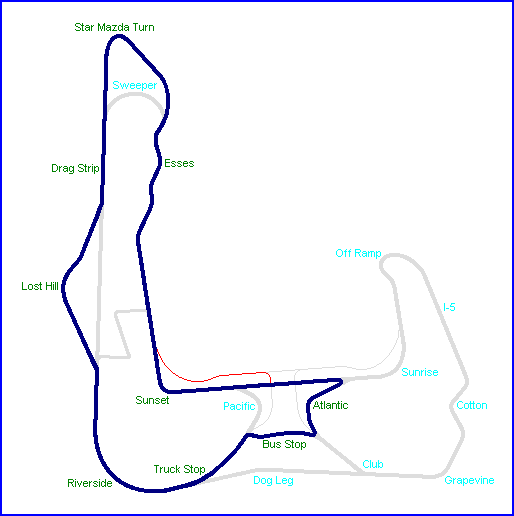 Star Mazda Turn
Sweeper
Drag Strip
Esses
Off Ramp
Lost Hill
I-5
Sunrise
Sunset
Pacific
Atlantic
Cotton
Bus Stop
Truck Stop
Club
Riverside
Dog Leg
Grapevine